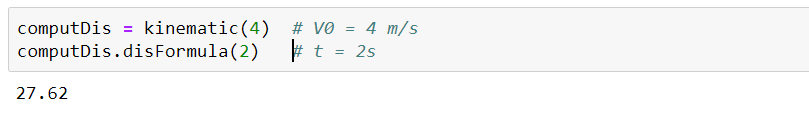 computDis = kinematic(4)  # V0 = 4 m/s
computDis.disFormula(2)   # t = 2s
27.62